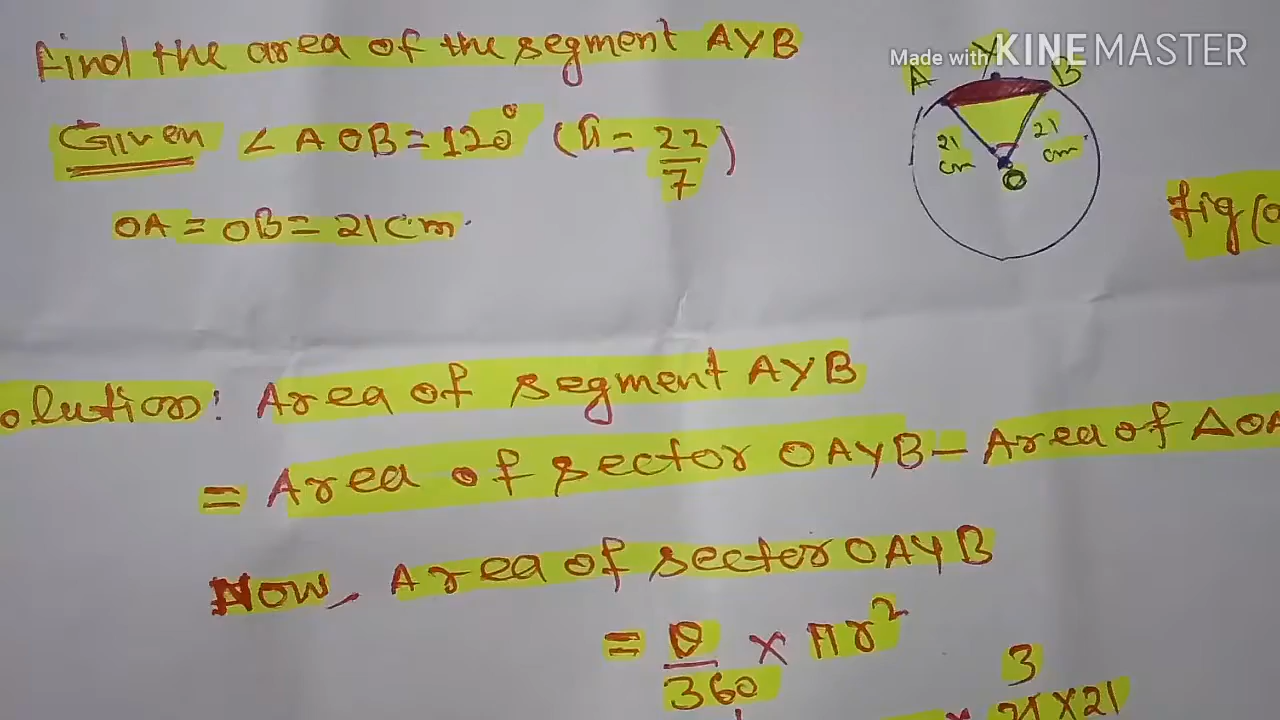 Find the area of the segment AYB
Made with KINEMASTER
Given ∠AOB = 120° (π = 22/7)
OA = OB = 21 cm.
A Y B
21 cm
21 cm
O
fig
olution: Area of segment AYB
= Area of sector OAYB - Area of ΔOA
Now, Area of sector OAYB
= θ/360 × πr²
3
× 21 × 21